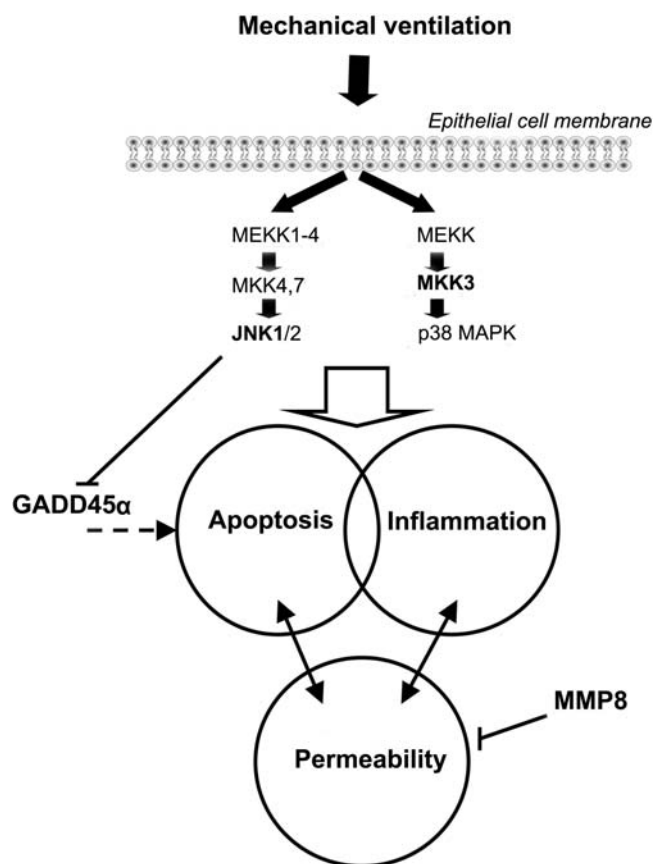 Mechanical ventilation
Epithelial cell membrane
MEKK1-4
MEKK
MKK4,7
MKK3
JNK1/2
p38 MAPK
GADD45α
Apoptosis
Inflammation
MMP8
Permeability